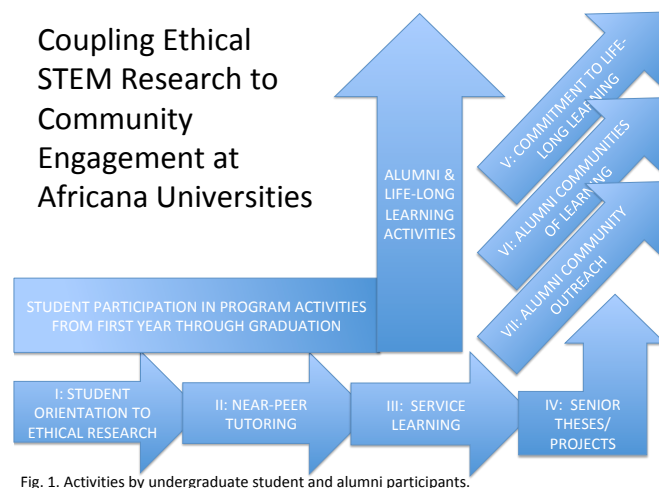 Coupling Ethical
STEM Research to
Community
Engagement at
Africana Universities
ALUMNI &
LIFE-LONG
LEARNING
ACTIVITIES
V: COMMITMENT TO LIFE-
LONG LEARNING
VI: ALUMNI COMMUNITIES
OF LEARNING
VII: ALUMNI COMMUNITY
OUTREACH
STUDENT PARTICIPATION IN PROGRAM ACTIVITIES
FROM FIRST YEAR THROUGH GRADUATION
I: STUDENT
ORIENTATION TO
ETHICAL RESEARCH
II: NEAR-PEER
TUTORING
III: SERVICE
LEARNING
IV: SENIOR
THESES/
PROJECTS
Fig. 1. Activities by undergraduate student and alumni participants.